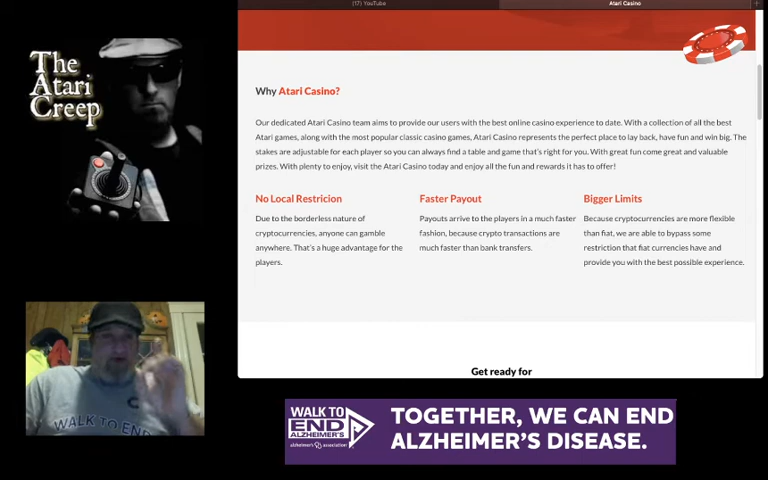 (17) YouTube
Atari Casino
The
Atari
Creep
Why Atari Casino?
Our dedicated Atari Casino team aims to provide our users with the best online casino experience to date. With a collection of all the best
Atari games, along with the most popular classic casino games, Atari Casino represents the perfect place to lay back, have fun and win big. The
stakes are adjustable for each player so you can always find a table and game that's right for you. With great fun come great and valuable
prizes. With plenty to enjoy, visit the Atari Casino today and enjoy all the fun and rewards it has to offer!
No Local Restricion
Due to the borderless nature of
cryptocurrencies, anyone can gamble
anywhere. That's a huge advantage for the
players.
Faster Payout
Payouts arrive to the players in a much faster
fashion, because crypto transactions are
much faster than bank transfers.
Bigger Limits
Because cryptocurrencies are more flexible
than fiat, we are able to bypass some
restriction that fiat currencies have and
provide you with the best possible experience.
Get ready for
WALK TO END
WALK TO
END
ALZHEIMER'S
alzheimer's association
TOGETHER, WE CAN END
ALZHEIMER'S DISEASE.